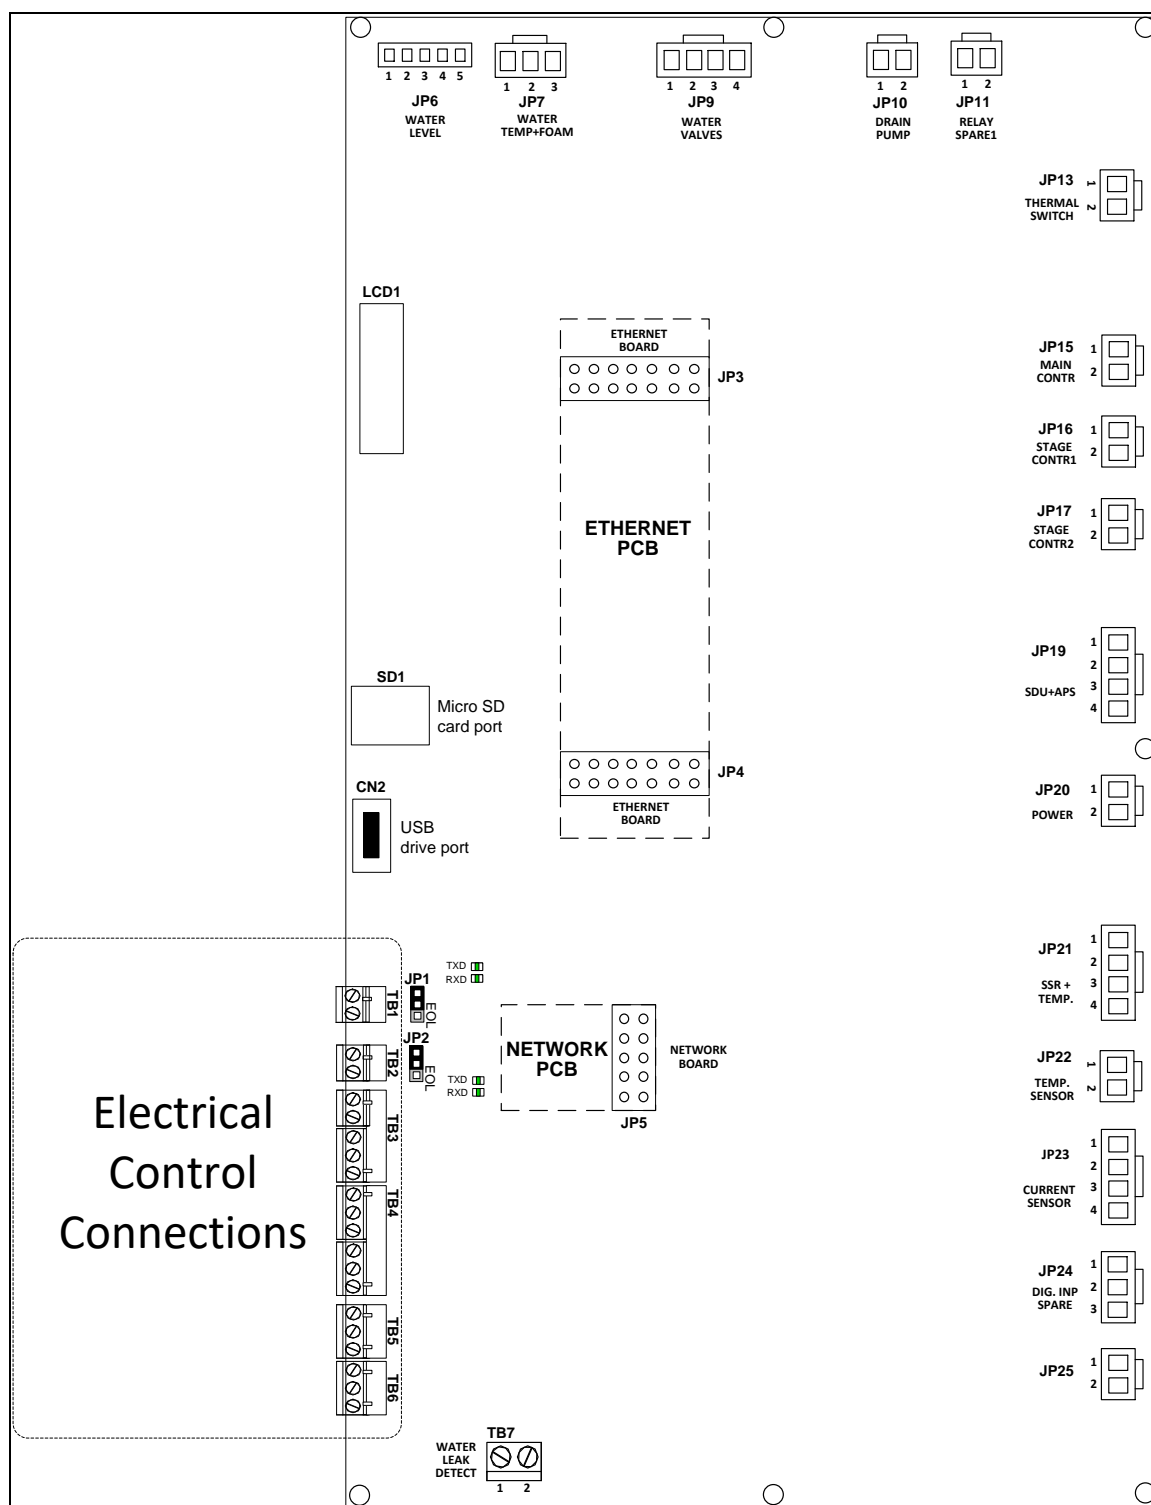 1 2 3 4 5
JP6
WATER
LEVEL
1 2 3
JP7
WATER
TEMP+FOAM
1 2 3 4
JP9
WATER
VALVES
1 2
JP10
DRAIN
PUMP
1 2
JP11
RELAY
SPARE1
JP13
THERMAL
SWITCH
1
2
LCD1
ETHERNET
BOARD
JP3
JP15
MAIN
CONTR
1
2
JP16
STAGE
CONTR1
1
2
ETHERNET
PCB
JP17
STAGE
CONTR2
1
2
JP19
SDU+APS
1
2
3
4
SD1
Micro SD
card port
JP4
ETHERNET
BOARD
CN2
USB
drive port
JP20
POWER
1
2
JP21
SSR +
TEMP.
1
2
3
4
TXD
RXD
JP1
EOL
TB1
JP2
EOL
TB2
TXD
RXD
NETWORK
PCB
NETWORK
BOARD
JP5
JP22
TEMP.
SENSOR
1
2
Electrical
Control
Connections
TB3
TB4
TB5
TB6
JP23
CURRENT
SENSOR
1
2
3
4
JP24
DIG. INP
SPARE
1
2
3
JP25
1
2
TB7
WATER
LEAK
DETECT
1 2